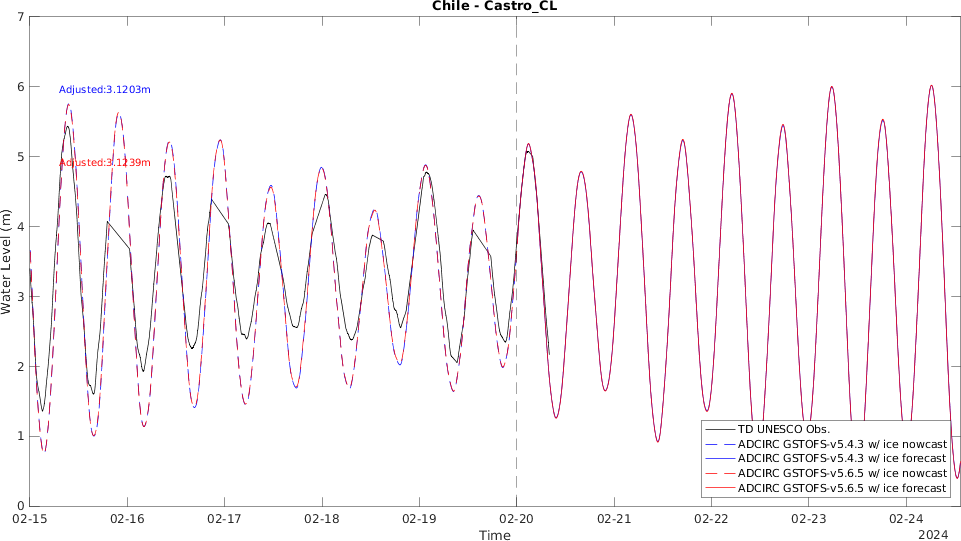 Chile - Castro_CL
7
6
5
4
3
2
1
0
Water Level (m)
Adjusted:3.1203m
Adjusted:3.1239m
TD UNESCO Obs.
ADCIRC GSTOFS-v5.4.3 w/ ice nowcast
ADCIRC GSTOFS-v5.4.3 w/ ice forecast
ADCIRC GSTOFS-v5.6.5 w/ ice nowcast
ADCIRC GSTOFS-v5.6.5 w/ ice forecast
02-15 02-16 02-17 02-18 02-19 02-20 02-21 02-22 02-23 02-24
Time
2024